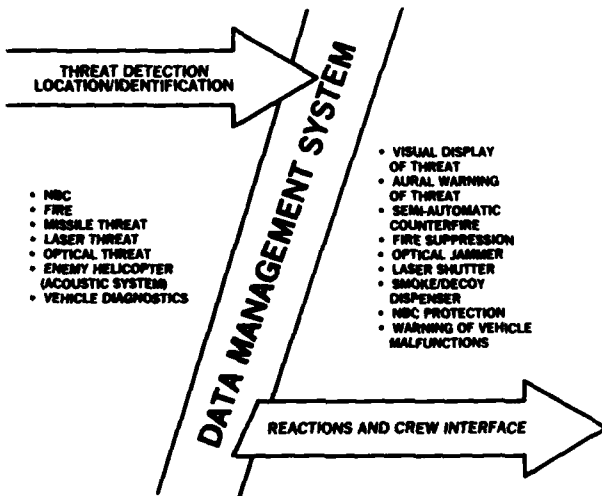 THREAT DETECTION
LOCATION/IDENTIFICATION
• NBC
• FIRE
• MISSILE THREAT
• LASER THREAT
• OPTICAL THREAT
• ENEMY HELICOPTER
(ACOUSTIC SYSTEM)
• VEHICLE DIAGNOSTICS
DATA MANAGEMENT SYSTEM
• VISUAL DISPLAY
OF THREAT
• AURAL WARNING
OF THREAT
• SEMI-AUTOMATIC
COUNTERFIRE
• FIRE SUPPRESSION
• OPTICAL JAMMER
• LASER SHUTTER
• SMOKE/DECOY
DISPENSER
• NBC PROTECTION
• WARNING OF VEHICLE
MALFUNCTIONS
REACTIONS AND CREW INTERFACE